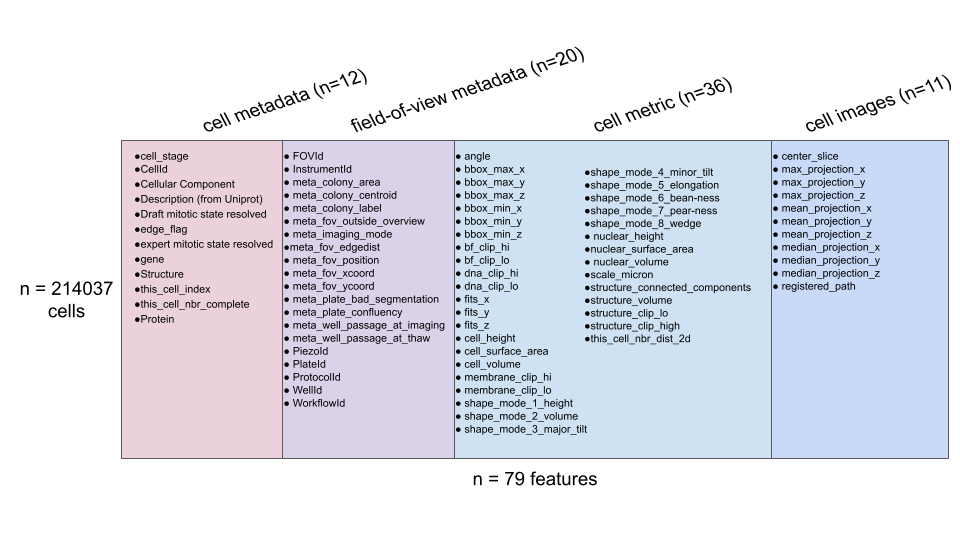 cell metadata (n=12)
field-of-view metadata (n=20)
cell metric (n=36)
cell images (n=11)
n = 214037
cells
●cell_stage
●CellId
●Cellular Component
●Description (from Uniprot)
●Draft mitotic state resolved
●edge_flag
●expert mitotic state resolved
●gene
●Structure
●this_cell_index
●this_cell_nbr_complete
●Protein
● FOVId
● InstrumentId
● meta_colony_area
● meta_colony_centroid
● meta_colony_label
● meta_fov_outside_overview
● meta_imaging_mode
●meta_fov_edgedist
● meta_fov_position
● meta_fov_xcoord
● meta_fov_ycoord
● meta_plate_bad_segmentation
● meta_plate_confluency
● meta_well_passage_at_imaging
● meta_well_passage_at_thaw
● PiezoId
● PlateId
● ProtocolId
● WellId
● WorkflowId
● angle
● bbox_max_x
● bbox_max_y
● bbox_max_z
● bbox_min_x
● bbox_min_y
● bbox_min_z
● bf_clip_hi
● bf_clip_lo
● dna_clip_hi
● dna_clip_lo
● fits_x
● fits_y
● fits_z
● cell_height
● cell_surface_area
● cell_volume
● membrane_clip_hi
● membrane_clip_lo
● shape_mode_1_height
● shape_mode_2_volume
● shape_mode_3_major_tilt
●shape_mode_4_minor_tilt
●shape_mode_5_elongation
●shape_mode_6_bean-ness
●shape_mode_7_pear-ness
●shape_mode_8_wedge
● nuclear_height
●nuclear_surface_area
● nuclear_volume
●scale_micron
●structure_connected_components
●structure_volume
●structure_clip_lo
●structure_clip_high
●this_cell_nbr_dist_2d
● center_slice
● max_projection_x
● max_projection_y
● max_projection_z
● mean_projection_x
● mean_projection_y
● mean_projection_z
● median_projection_x
● median_projection_y
● median_projection_z
● registered_path
n = 79 features